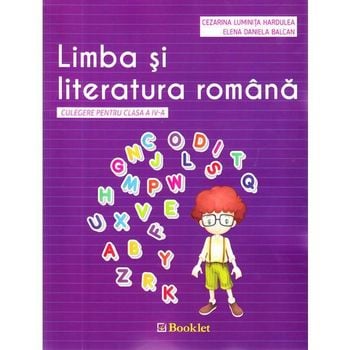 CEZARINA LUMINIȚA HARDULEA
ELENA DANIELA BALCAN
Limba și
literatura română
CULEGERE PENTRU CLASA A IV-A
C O D I
N G J L S T
H M P W Q
U X V F E
A B Y
Z R K
Booklet